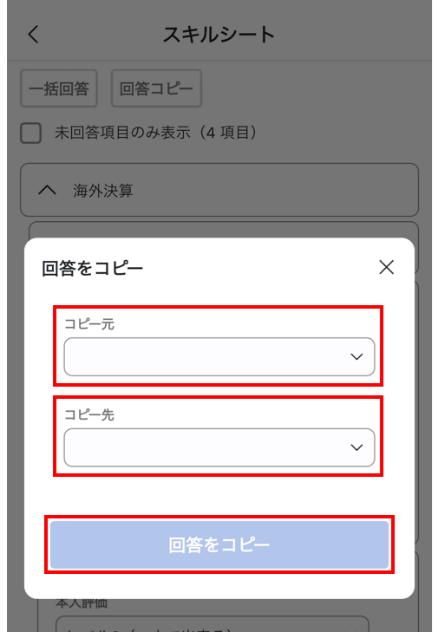 スキルシート
一括回答 回答コピー
未回答項目のみ表示（4 項目）
海外決算
回答をコピー
コピー元
コピー先
回答をコピー
本人評価